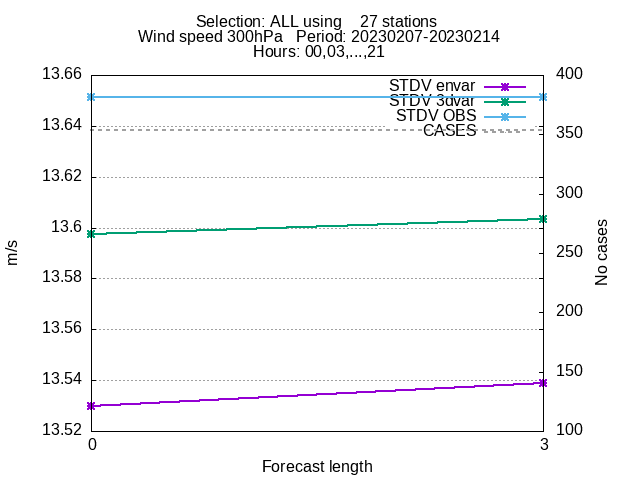 Selection: ALL using    27 stations
Wind speed 300hPa   Period: 20230207-20230214
Hours: 00,03,...,21
13.66
13.64
13.62
13.6
13.58
13.56
13.54
13.52
m/s
STDV envar
STDV 3dvar
STDV OBS
CASES
400
350
300
250
200
150
100
No cases
0
3
Forecast length